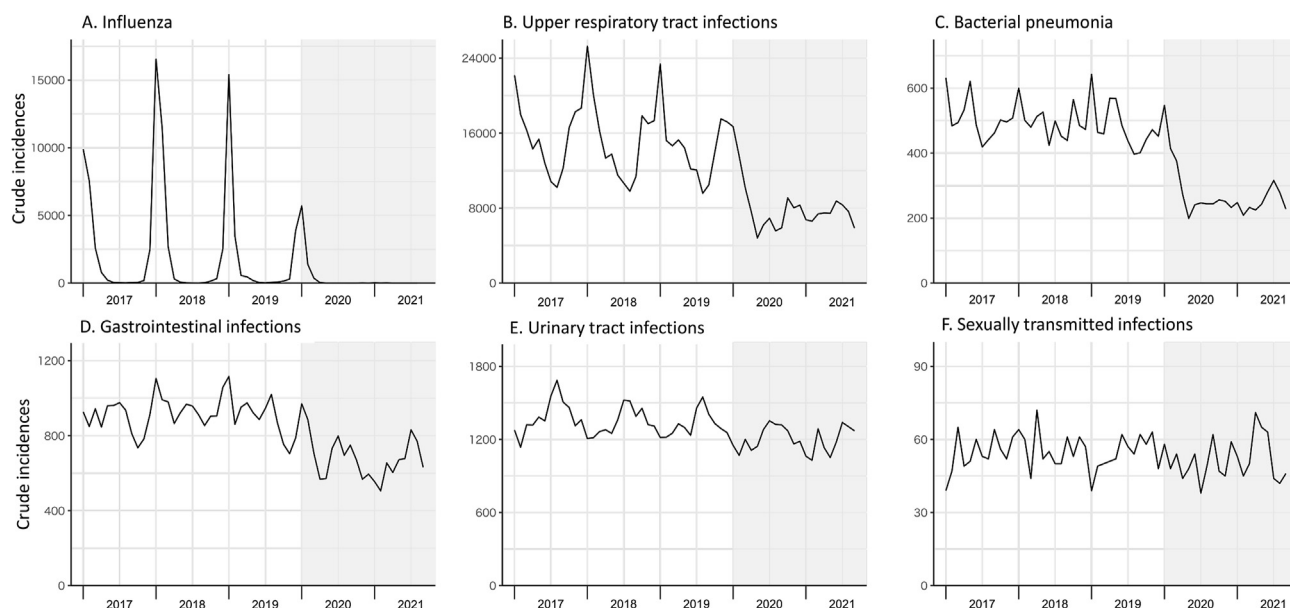 A. Influenza
Crude incidences
15000
10000
5000
0
2017 2018 2019 2020 2021
B. Upper respiratory tract infections
24000
16000
8000
0
2017 2018 2019 2020 2021
C. Bacterial pneumonia
600
400
200
0
2017 2018 2019 2020 2021
D. Gastrointestinal infections
Crude incidences
1200
800
400
0
2017 2018 2019 2020 2021
E. Urinary tract infections
1800
1200
600
0
2017 2018 2019 2020 2021
F. Sexually transmitted infections
90
60
30
0
2017 2018 2019 2020 2021